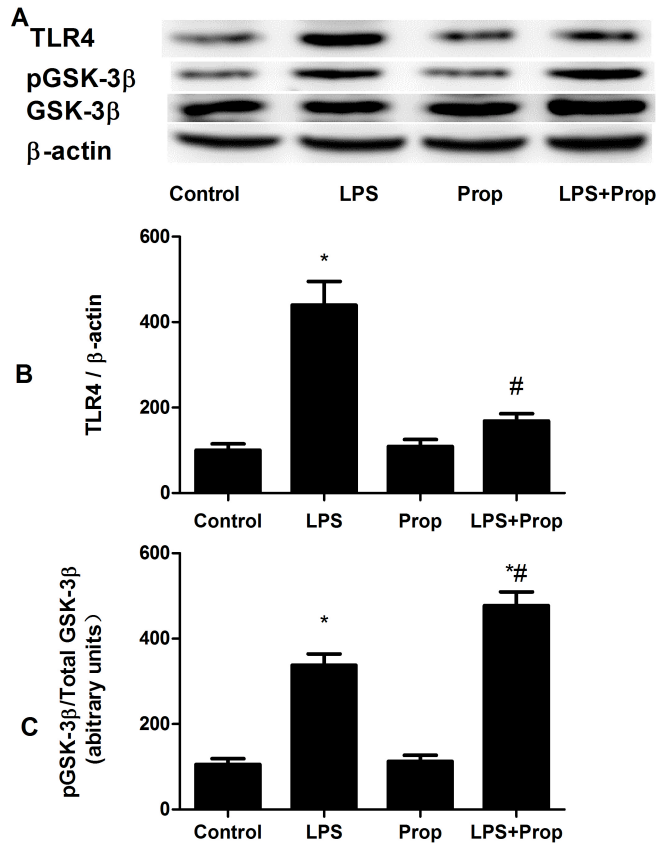 A
TLR4
pGSK-3β
GSK-3β
β-actin
Control LPS Prop LPS+Prop
B
TLR4 / β-actin
600
400
200
0
*
#
Control LPS Prop LPS+Prop
C
pGSK-3β/Total GSK-3β
(abitrary units）
600
400
200
0
*
*#
Control LPS Prop LPS+Prop